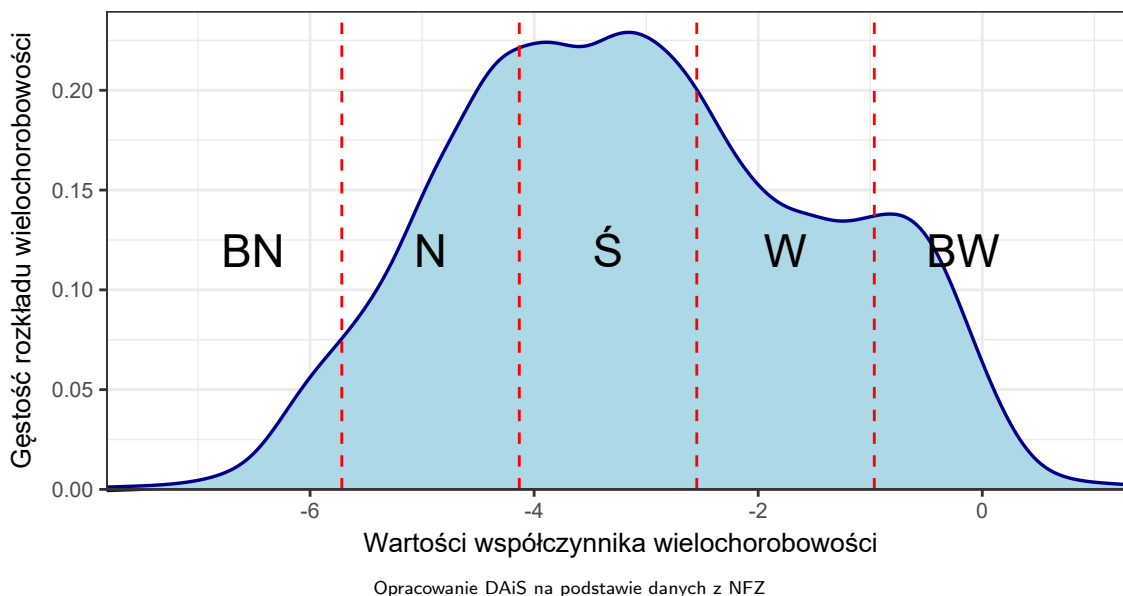 Gęstość rozkładu wielochorobowości
0.20
0.15
0.10
0.05
0.00
BN N Ś W BW
-6 -4 -2 0
Wartości współczynnika wielochorobowości
Opracowanie DAiS na podstawie danych z NFZ